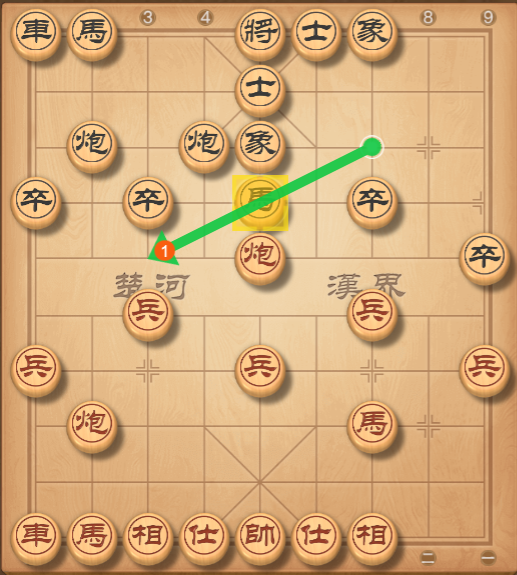 3 4 8 9
車 馬 將 士 象
士
炮 炮 象
卒 卒 馬 卒
1 炮 卒
楚河 漢界
兵 兵
兵 兵 兵
炮 馬
車 馬 相 仕 帥 仕 相
二 一